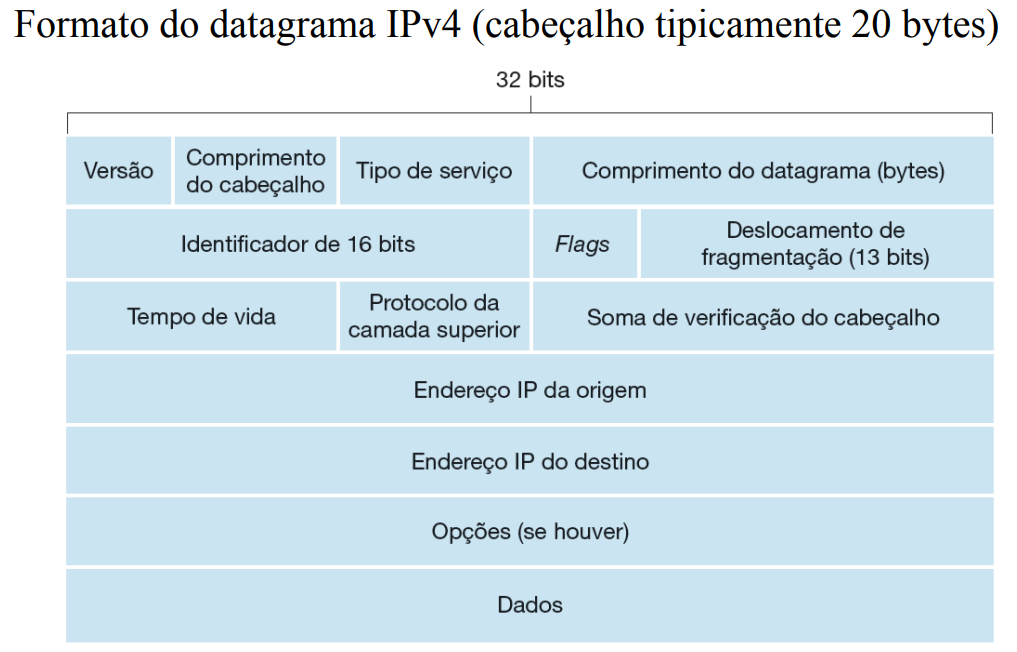 Formato do datagrama IPv4 (cabeçalho tipicamente 20 bytes)
32 bits
Versão
Comprimento
do cabeçalho
Tipo de serviço
Comprimento do datagrama (bytes)
Identificador de 16 bits
Flags
Deslocamento de
fragmentação (13 bits)
Tempo de vida
Protocolo da
camada superior
Soma de verificação do cabeçalho
Endereço IP da origem
Endereço IP do destino
Opções (se houver)
Dados